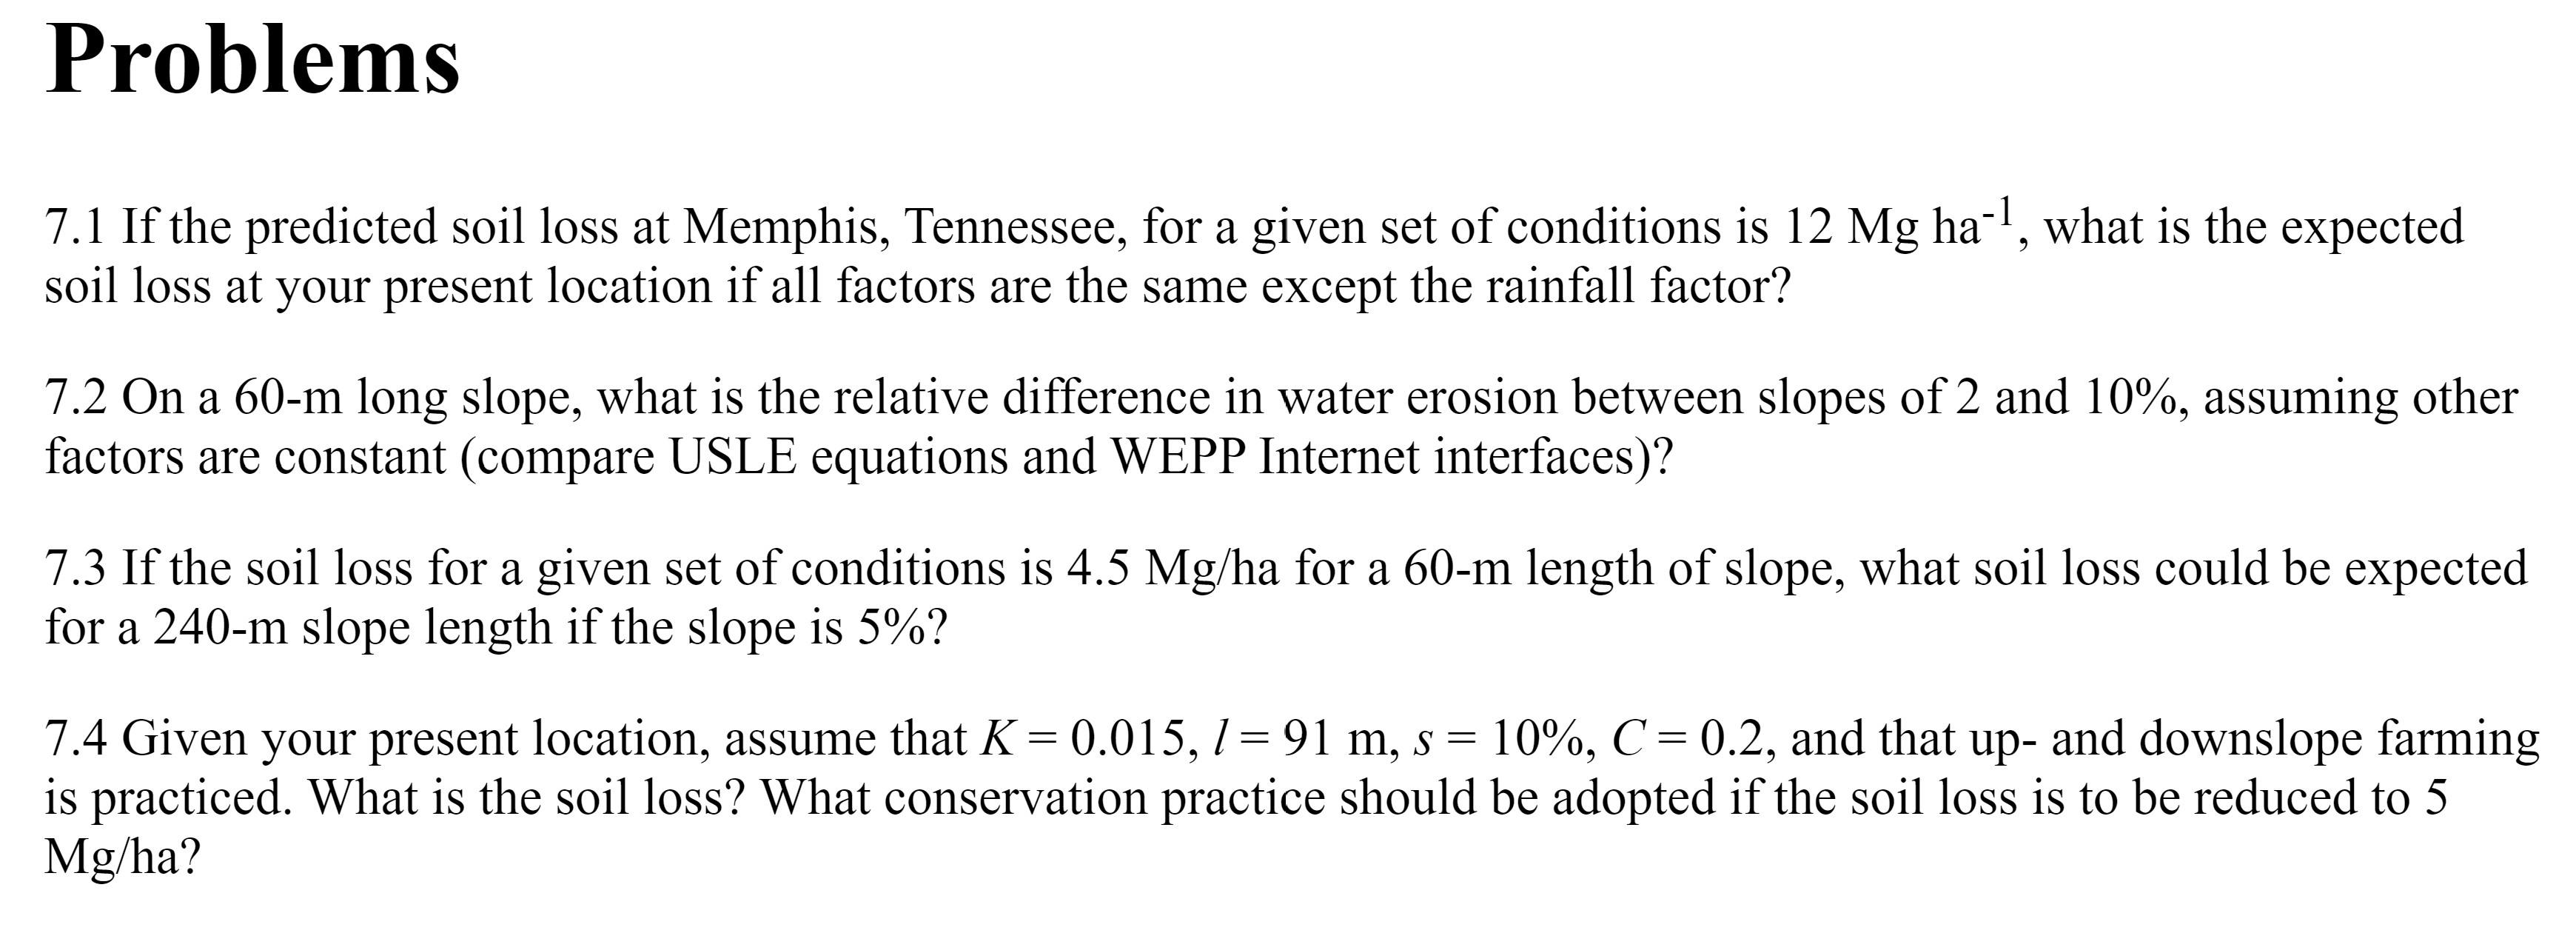 Problems
7.1 If the predicted soil loss at Memphis, Tennessee, for a given set of conditions is 12 Mg ha⁻¹, what is the expected
soil loss at your present location if all factors are the same except the rainfall factor?
7.2 On a 60-m long slope, what is the relative difference in water erosion between slopes of 2 and 10%, assuming other
factors are constant (compare USLE equations and WEPP Internet interfaces)?
7.3 If the soil loss for a given set of conditions is 4.5 Mg/ha for a 60-m length of slope, what soil loss could be expected
for a 240-m slope length if the slope is 5%?
7.4 Given your present location, assume that K = 0.015, l = 91 m, s = 10%, C = 0.2, and that up- and downslope farming
is practiced. What is the soil loss? What conservation practice should be adopted if the soil loss is to be reduced to 5
Mg/ha?